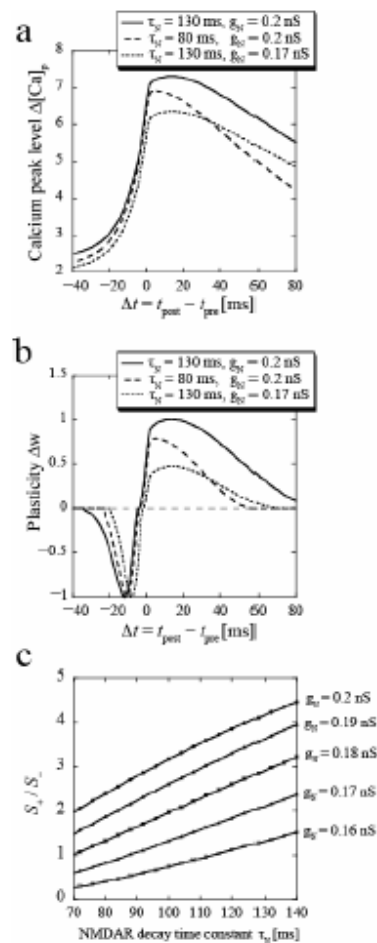 a
τN = 130 ms, gN = 0.2 nS
τN = 80 ms, gN = 0.2 nS
τN = 130 ms, gN = 0.17 nS
Calcium peak level Δ[Ca]p
8
7
6
5
4
3
2
−40 −20 0 20 40 60 80
Δt = tpost − tpre [ms]
b
τN = 130 ms, gN = 0.2 nS
τN = 80 ms, gN = 0.2 nS
τN = 130 ms, gN = 0.17 nS
Plasticity Δw
1
0.5
0
−0.5
−1
−40 −20 0 20 40 60 80
Δt = tpost − tpre [ms]
c
S+ / S−
5
4
3
2
1
0
gN = 0.2 nS
gN = 0.19 nS
gN = 0.18 nS
gN = 0.17 nS
gN = 0.16 nS
70 80 90 100 110 120 130 140
NMDAR decay time constant τN [ms]